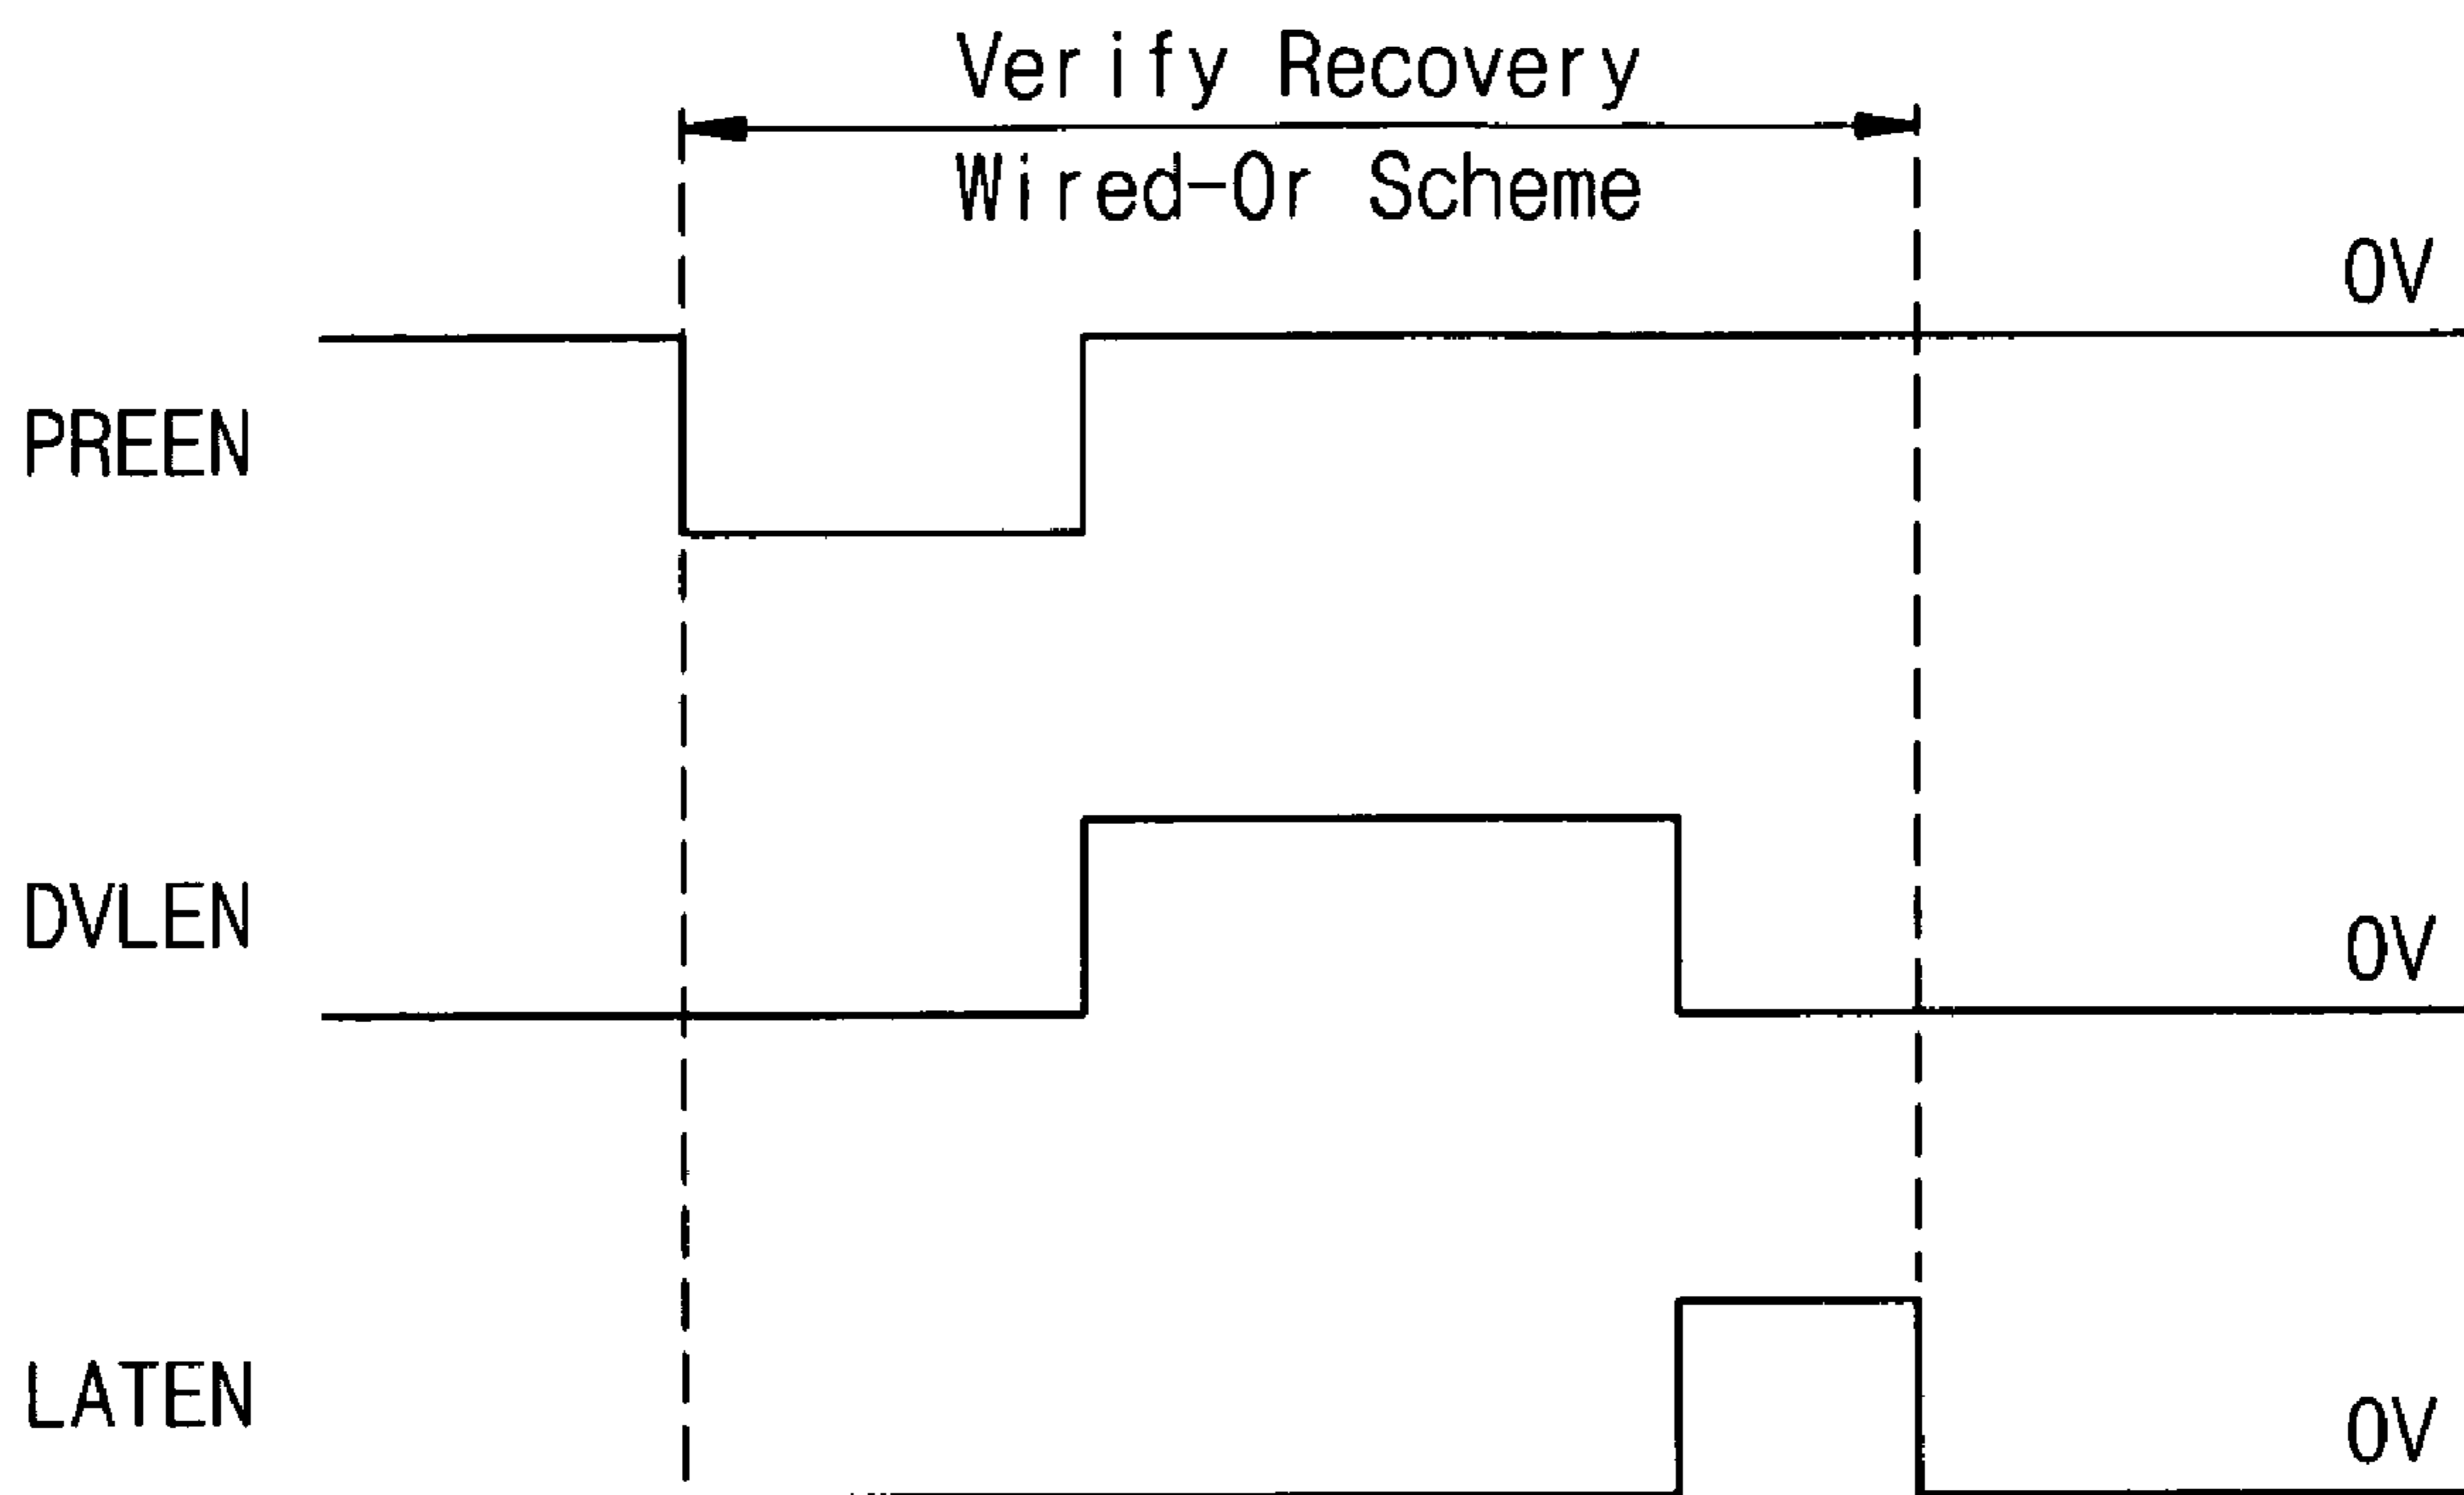 Verify Recovery
Wired-Or Scheme
0V
PREEN
DVLEN
0V
LATEN
0V